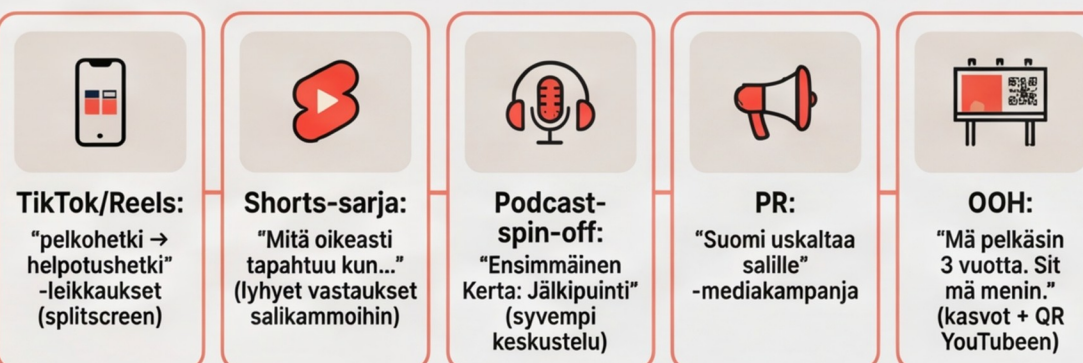 TikTok/Reels:
“pelkohetki →
helpotushetki”
-leikkaukset
(splitscreen)
Shorts-sarja:
“Mitä oikeasti
tapahtuu kun...”
(lyhyet vastaukset
salikammoihin)
Podcast-
spin-off:
“Ensimmäinen
Kerta: Jälkipuinti”
(syvempi
keskustelu)
PR:
“Suomi uskaltaa
salille”
-mediakampanja
OOH:
“Mä pelkäsin
3 vuotta. Sit
mä menin.”
(kasvot + QR
YouTubeen)